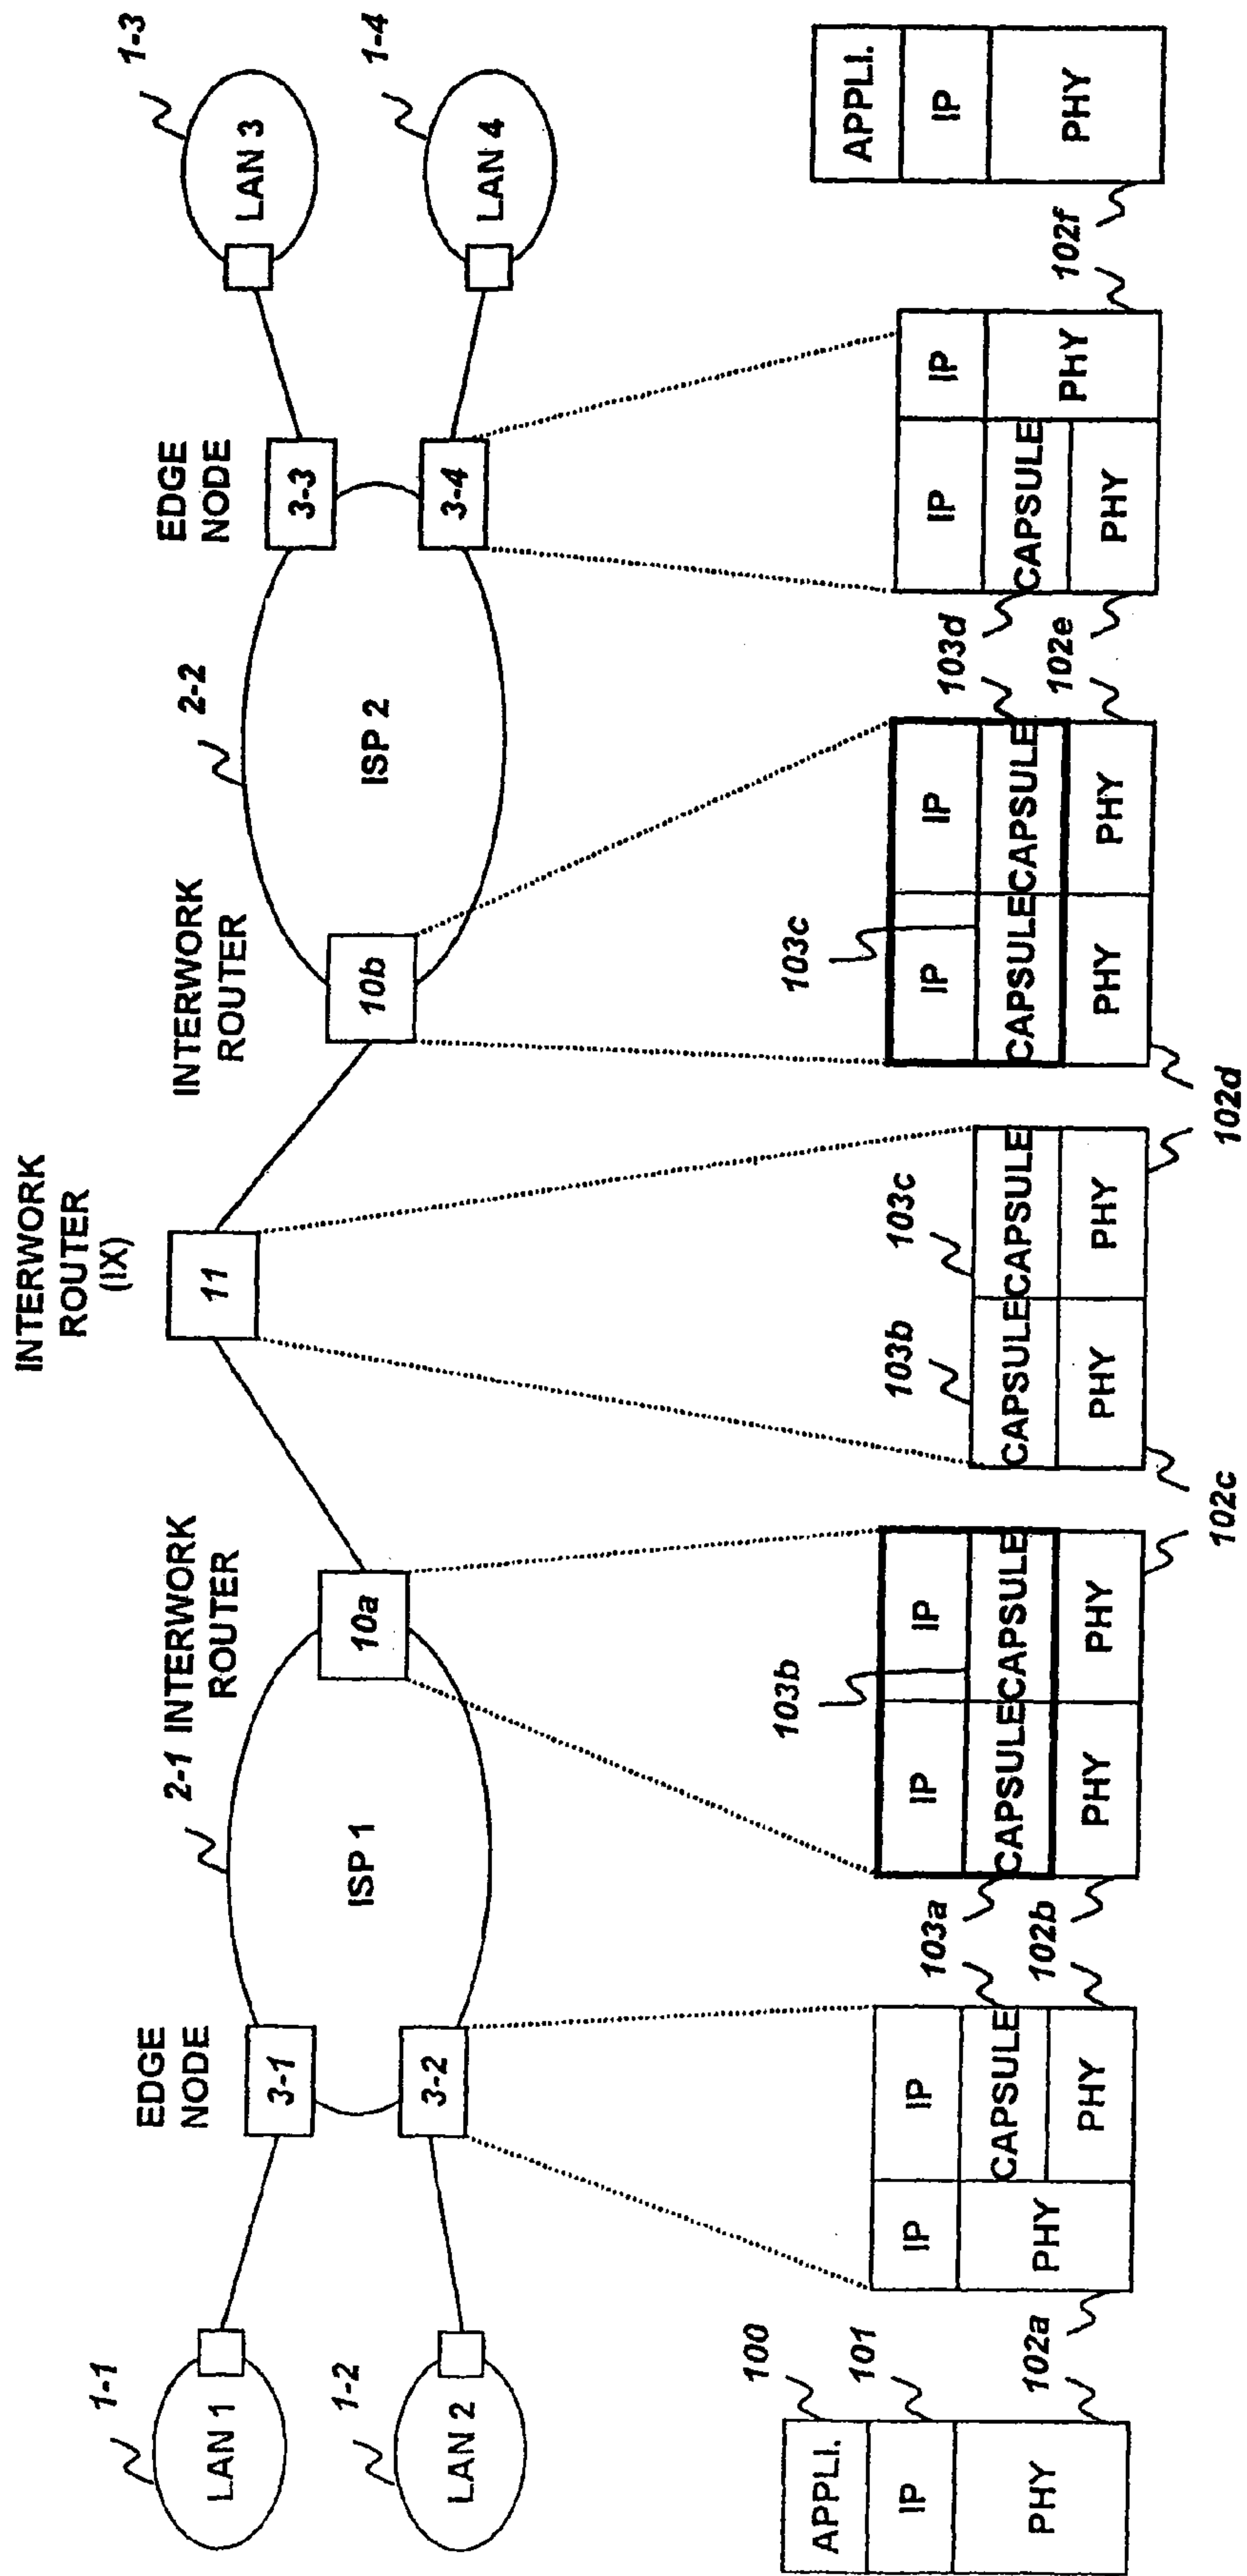 INTERWORK
ROUTER
(IX)
11
EDGE
NODE
2-1 INTERWORK
ROUTER
INTERWORK
ROUTER
2-2
EDGE
NODE
1-1
LAN 1
3-1
ISP 1
10a
10b
ISP 2
3-3
LAN 3
1-3
1-2
LAN 2
3-2
3-4
LAN 4
1-4
100
APPLI.
101
IP
PHY
102a
IP
IP
PHY
CAPSULE
PHY
103a
102b
103b
IP
IP
CAPSULE
CAPSULE
PHY
PHY
102c
103b
103c
CAPSULE
CAPSULE
PHY
PHY
102d
103c
IP
IP
CAPSULE
CAPSULE
PHY
PHY
103d
102e
IP
IP
CAPSULE
PHY
PHY
102f
APPLI.
IP
PHY